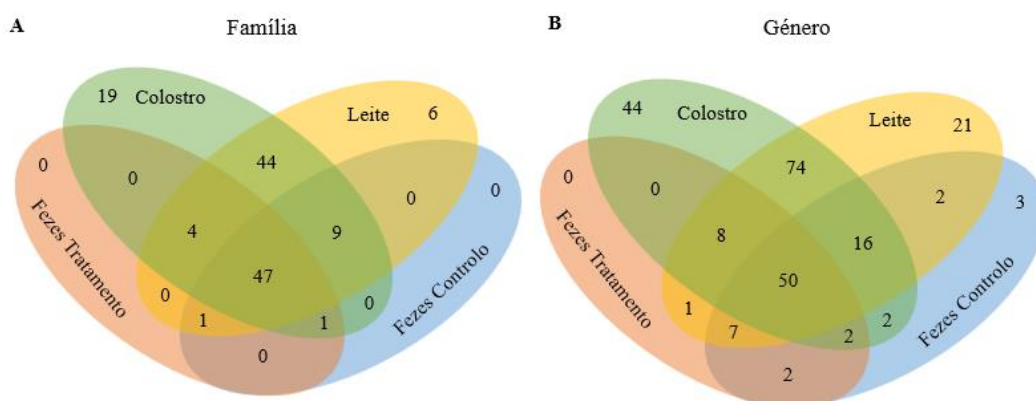 A
Família
19
Colostro
Leite
6
0
0
44
0
0
4
9
Fezes Tratamento
47
0
1
1
0
Fezes Controlo
0
B
Género
44
Colostro
Leite
21
0
0
74
2
3
8
16
Fezes Tratamento
50
1
7
2
2
Fezes Controlo
2